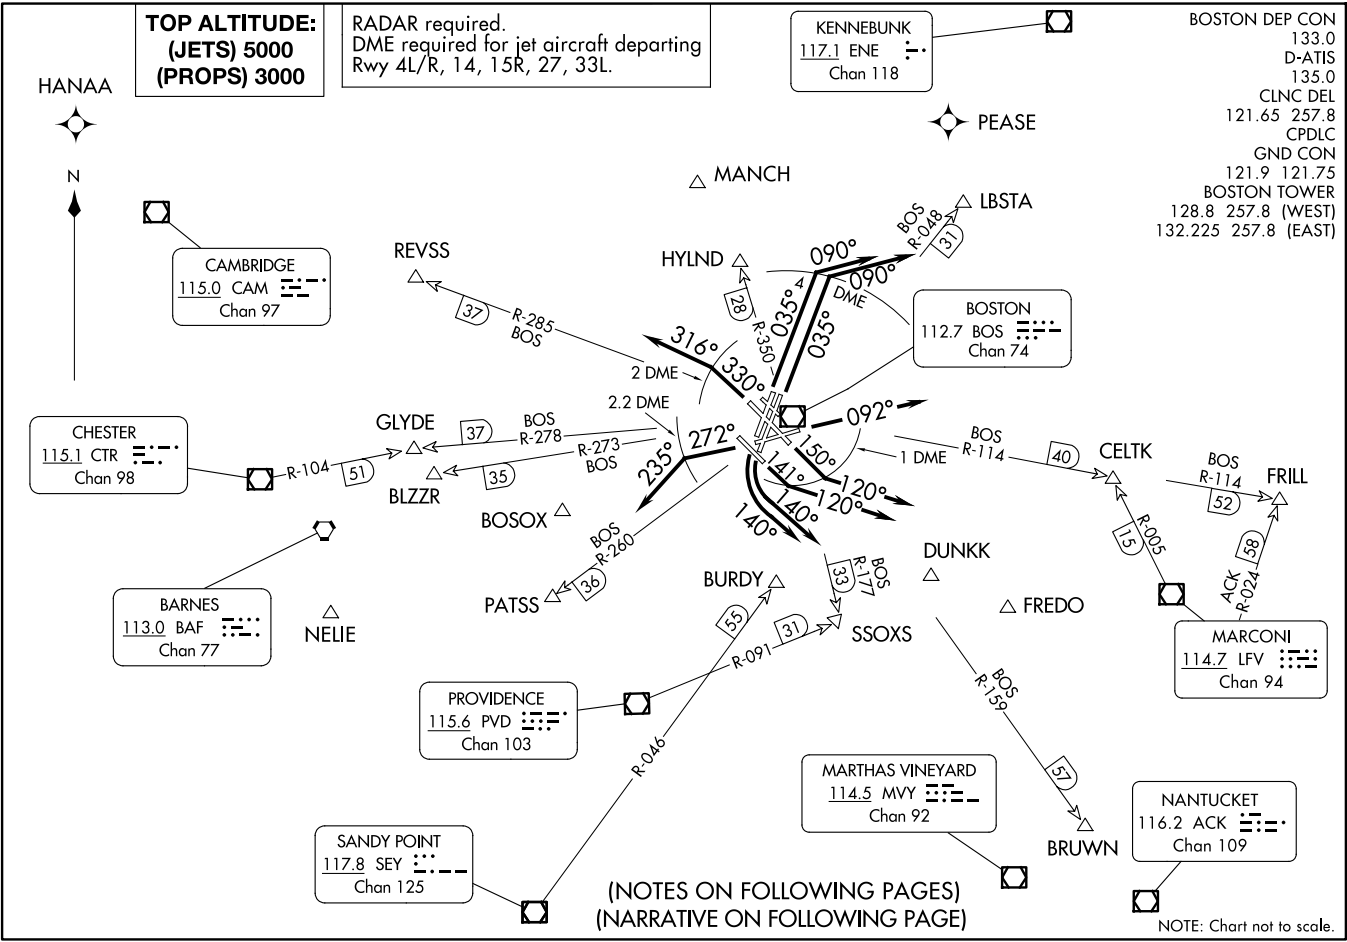 TOP ALTITUDE:
(JETS) 5000
(PROPS) 3000
RADAR required.
DME required for jet aircraft departing
Rwy 4L/R, 14, 15R, 27, 33L.
KENNEBUNK
117.1 ENE
Chan 118
BOSTON DEP CON
133.0
D-ATIS
135.0
CLNC DEL
121.65 257.8
CPDLC
GND CON
121.9 121.75
BOSTON TOWER
128.8 257.8 (WEST)
132.225 257.8 (EAST)
HANAA
N
PEASE
MANCH
LBSTA
BOS
R-048
31
CAMBRIDGE
115.0 CAM
Chan 97
REVSS
37
R-285
BOS
HYLND
28
R-350
090°
090°
4
DME
035°
035°
BOSTON
112.7 BOS
Chan 74
316°
330°
2 DME
2.2 DME
272°
235°
092°
150°
1 DME
141°
120°
120°
140°
140°
CHESTER
115.1 CTR
Chan 98
R-104
51
GLYDE
37
BOS
R-278
BLZZR
35
R-273
BOS
BOSOX
BOS
R-260
36
PATSS
BOS
R-114
40
CELTK
BOS
R-114
52
FRILL
R-005
15
58
ACK
R-024
BARNES
113.0 BAF
Chan 77
NELIE
BURDY
55
33
BOS
R-177
SSOXS
DUNKK
FREDO
MARCONI
114.7 LFV
Chan 94
R-091
31
PROVIDENCE
115.6 PVD
Chan 103
R-046
BOS
R-159
57
BRUWN
MARTHAS VINEYARD
114.5 MVY
Chan 92
NANTUCKET
116.2 ACK
Chan 109
SANDY POINT
117.8 SEY
Chan 125
(NOTES ON FOLLOWING PAGES)
(NARRATIVE ON FOLLOWING PAGE)
NOTE: Chart not to scale.